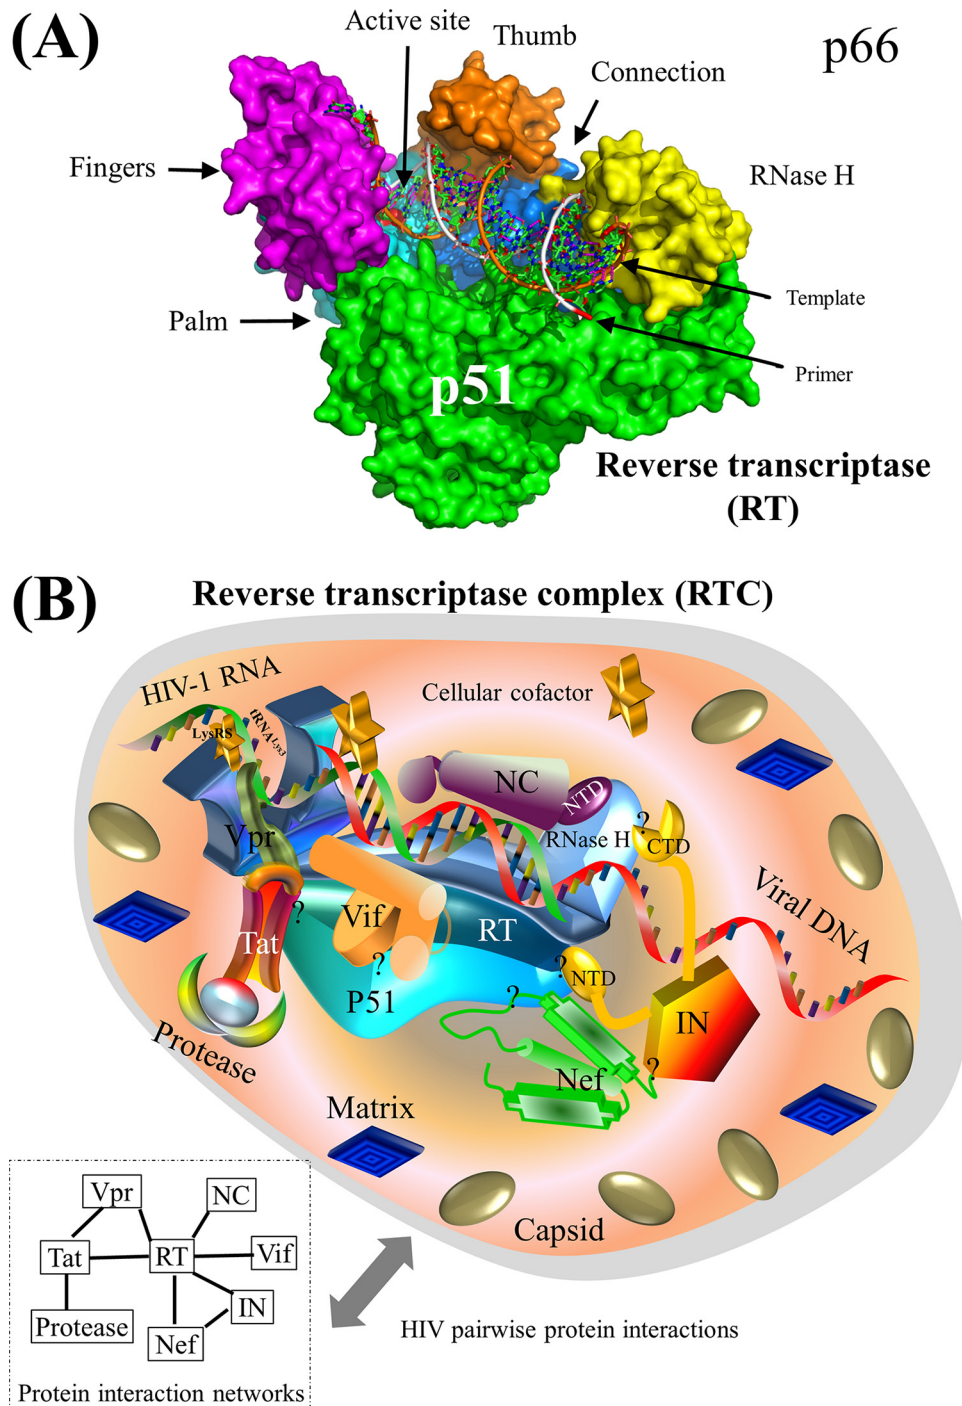 (A)
Active site
Thumb
p66
Connection
Fingers
RNase H
Template
Palm
p51
Primer
Reverse transcriptase
(RT)
(B)
Reverse transcriptase complex (RTC)
HIV-1 RNA
Cellular cofactor
LysRS
tRNALys3
NC
NTD
Vpr
RNase H
?
CTD
Viral DNA
Vif
?
RT
Tat
?
?
NTD
P51
?
IN
Protease
Nef
?
Matrix
Capsid
Vpr
NC
Tat
RT
Vif
IN
Protease
Nef
HIV pairwise protein interactions
Protein interaction networks